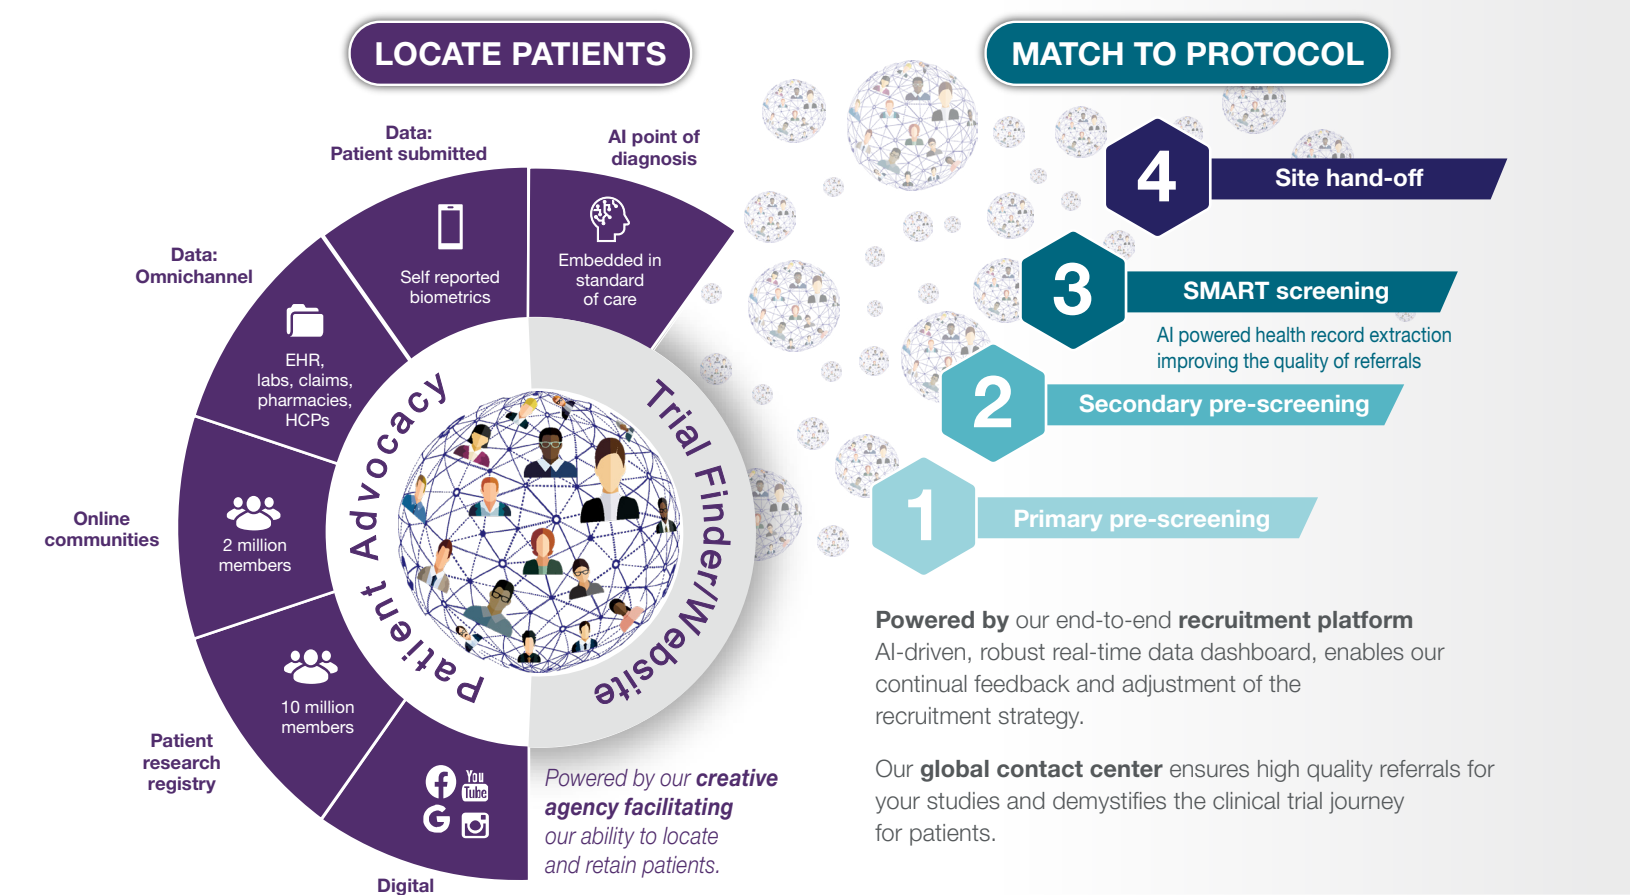 LOCATE PATIENTS
Data:
Patient submitted
AI point of
diagnosis
Data:
Omnichannel
Self reported
biometrics
Embedded in
standard
of care
EHR,
labs, claims,
pharmacies,
HCPs
Online
communities
2 million
members
Patient
research
registry
10 million
members
You
Tube
Digital
Patient Advocacy
Trial Finder/Website
Powered by our creative
agency facilitating
our ability to locate
and retain patients.
MATCH TO PROTOCOL
4
Site hand-off
3
SMART screening
AI powered health record extraction
improving the quality of referrals
2
Secondary pre-screening
1
Primary pre-screening
Powered by our end-to-end recruitment platform
AI-driven, robust real-time data dashboard, enables our
continual feedback and adjustment of the
recruitment strategy.
Our global contact center ensures high quality referrals for
your studies and demystifies the clinical trial journey
for patients.